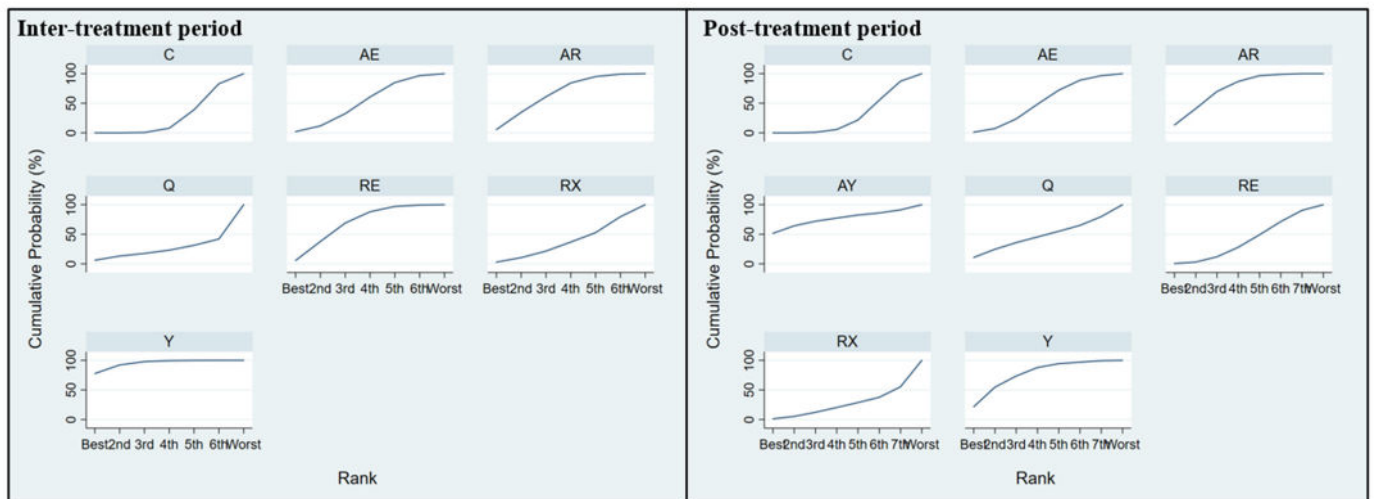 Inter-treatment period
C
AE
AR
0 50 100
Q
RE
RX
0 50 100
Best 2nd 3rd 4th 5th 6th Worst
Best 2nd 3rd 4th 5th 6th Worst
Y
0 50 100
Best 2nd 3rd 4th 5th 6th Worst
Cumulative Probability (%)
Rank
Post-treatment period
C
AE
AR
0 50 100
AY
Q
RE
0 50 100
Best 2nd 3rd 4th 5th 6th 7th Worst
RX
Y
0 50 100
Best 2nd 3rd 4th 5th 6th 7th Worst
Best 2nd 3rd 4th 5th 6th 7th Worst
Cumulative Probability (%)
Rank